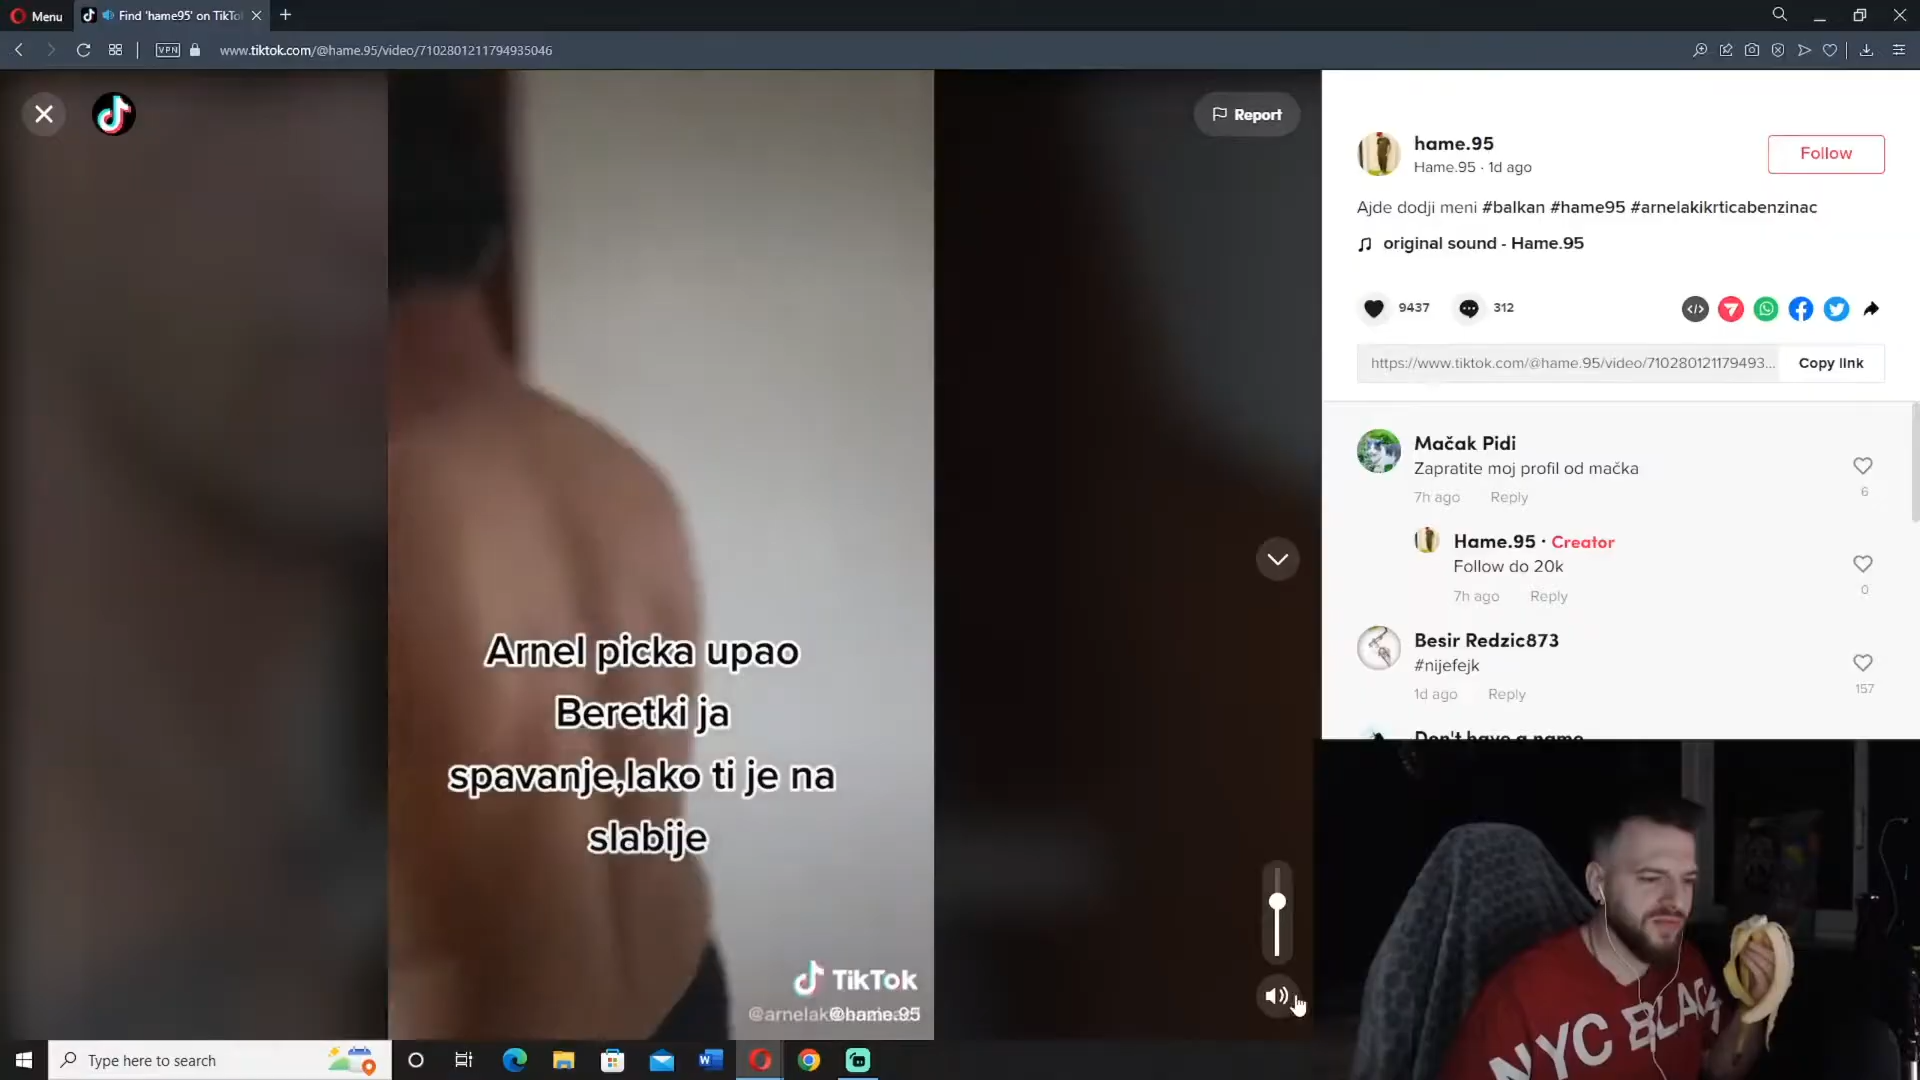 Menu
Find 'hame95' on TikTo
VPN
www.tiktok.com/@hame.95/video/7102801211794935046
Report
hame.95
Hame.95 · 1d ago
Follow
Ajde dodji meni #balkan #hame95 #arnelakikrticabenzinac
original sound - Hame.95
9437
312
https://www.tiktok.com/@hame.95/video/710280121179493...
Copy link
Mačak Pidi
Zapratite moj profil od mačka
7h ago Reply
6
Hame.95 · Creator
Follow do 20k
7h ago Reply
0
Besir Redzic873
#nijefejk
1d ago Reply
157
Don't have a name
Arnel picka upao
Beretki ja
spavanje,lako ti je na
slabije
TikTok
@hame.95
NYC BLACK
Type here to search